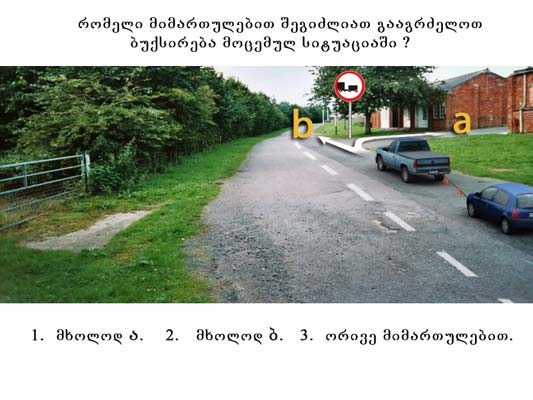 რომელი მიმართულებით შეგიძლიათ გააგრძელოთ
ბუქსირება მოცემულ სიტუაციაში ?
b
a
1. მხოლოდ ა. 2. მხოლოდ ბ. 3. ორივე მიმართულებით.